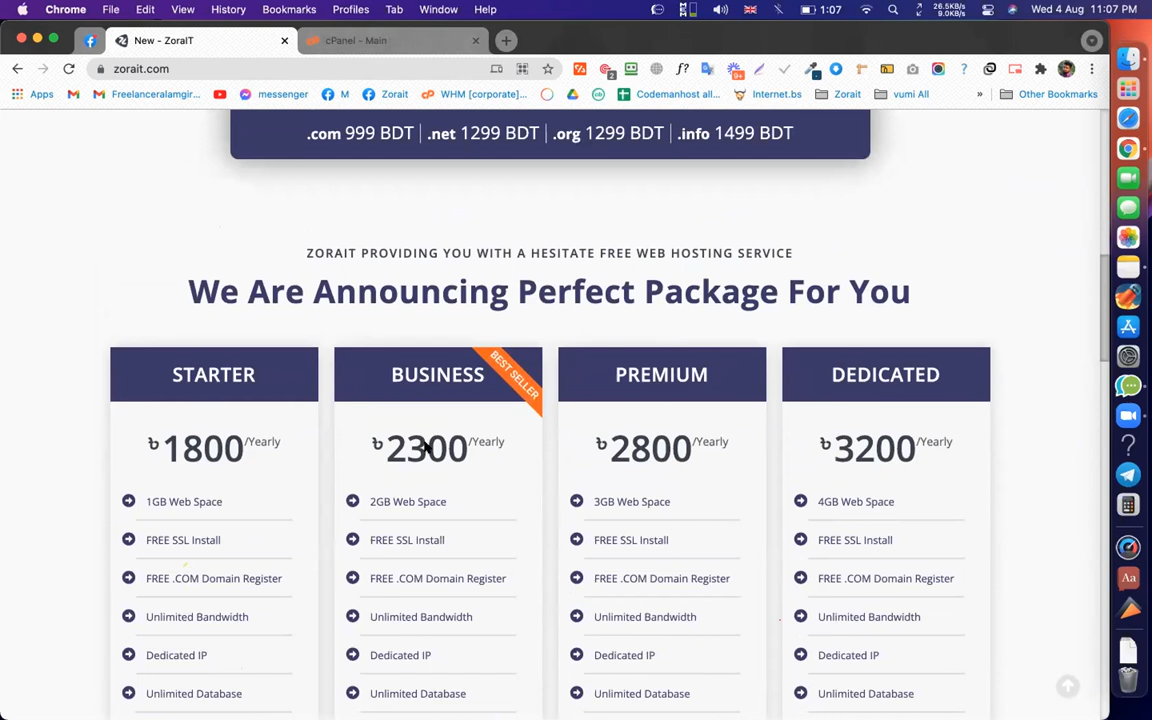 Chrome File Edit View History Bookmarks Profiles Tab Window Help
1:07
26.5KB/s
9.0KB/s
Wed 4 Aug 11:07 PM
New - ZoraIT
cPanel - Main
zorait.com
Apps Freelanceralamgir... messenger M Zorait WHM [corporate]... Codemanhost all... Internet.bs Zorait vumi All » Other Bookmarks
.com 999 BDT | .net 1299 BDT | .org 1299 BDT | .info 1499 BDT
ZORAIT PROVIDING YOU WITH A HESITATE FREE WEB HOSTING SERVICE
We Are Announcing Perfect Package For You
STARTER
৳1800/Yearly
1GB Web Space
FREE SSL Install
FREE .COM Domain Register
Unlimited Bandwidth
Dedicated IP
Unlimited Database
BUSINESS
BEST SELLER
৳2300/Yearly
2GB Web Space
FREE SSL Install
FREE .COM Domain Register
Unlimited Bandwidth
Dedicated IP
Unlimited Database
PREMIUM
৳2800/Yearly
3GB Web Space
FREE SSL Install
FREE .COM Domain Register
Unlimited Bandwidth
Dedicated IP
Unlimited Database
DEDICATED
৳3200/Yearly
4GB Web Space
FREE SSL Install
FREE .COM Domain Register
Unlimited Bandwidth
Dedicated IP
Unlimited Database